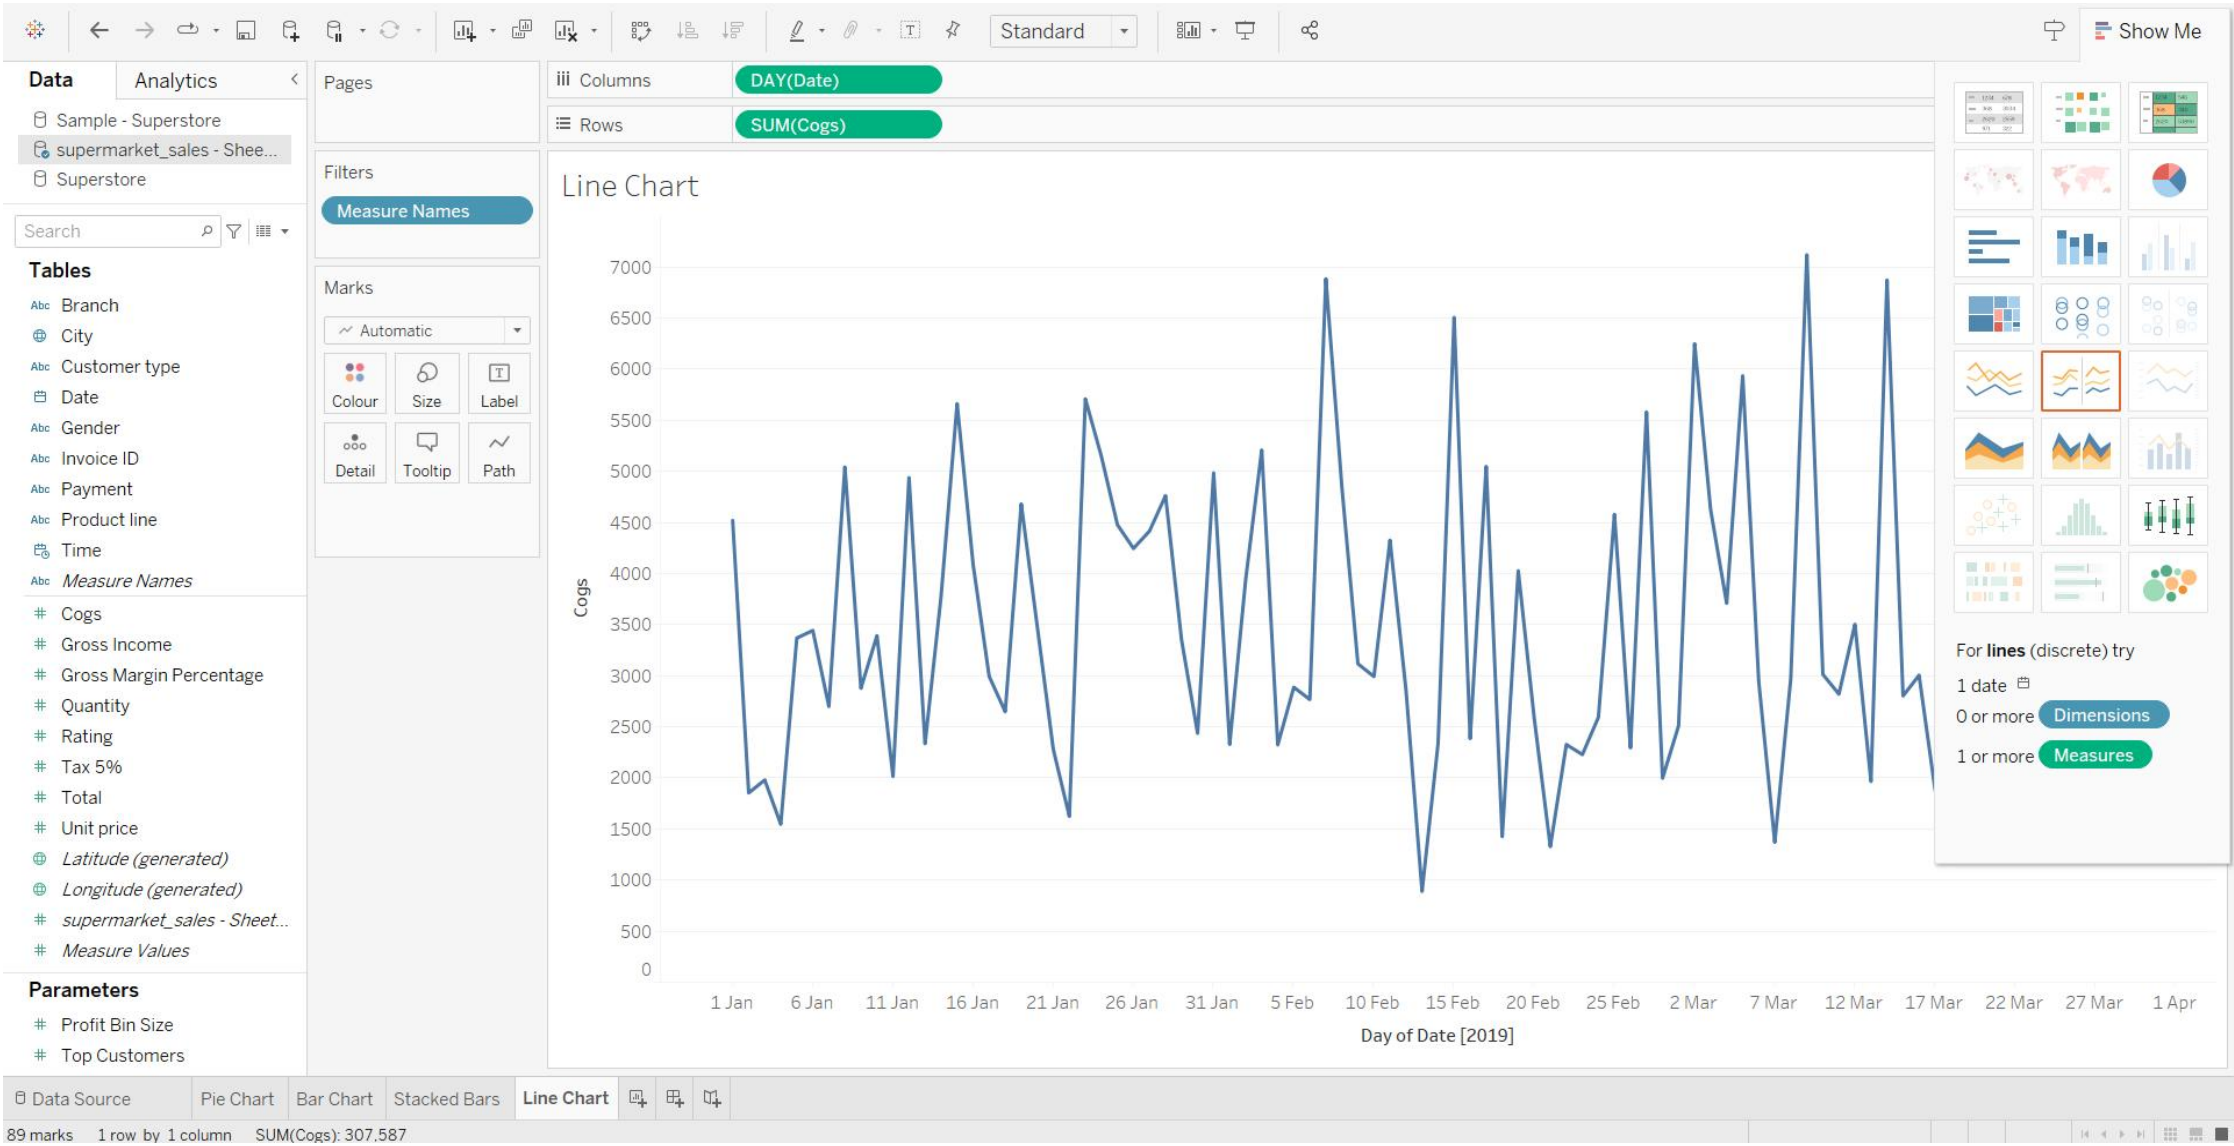 Standard
Show Me
Data
Analytics
Sample - Superstore
supermarket_sales - Shee...
Superstore
Search
Tables
Abc Branch
City
Abc Customer type
Date
Abc Gender
Abc Invoice ID
Abc Payment
Abc Product line
Time
Abc Measure Names
# Cogs
# Gross Income
# Gross Margin Percentage
# Quantity
# Rating
# Tax 5%
# Total
# Unit price
Latitude (generated)
Longitude (generated)
# supermarket_sales - Sheet...
# Measure Values
Parameters
# Profit Bin Size
# Top Customers
Pages
Filters
Measure Names
Marks
Automatic
Colour Size Label
Detail Tooltip Path
Columns DAY(Date)
Rows SUM(Cogs)
Line Chart
Cogs
7000
6500
6000
5500
5000
4500
4000
3500
3000
2500
2000
1500
1000
500
0
1 Jan 6 Jan 11 Jan 16 Jan 21 Jan 26 Jan 31 Jan 5 Feb 10 Feb 15 Feb 20 Feb 25 Feb 2 Mar 7 Mar 12 Mar 17 Mar 22 Mar 27 Mar 1 Apr
Day of Date [2019]
For lines (discrete) try
1 date
0 or more Dimensions
1 or more Measures
Data Source Pie Chart Bar Chart Stacked Bars Line Chart
89 marks 1 row by 1 column SUM(Cogs): 307,587